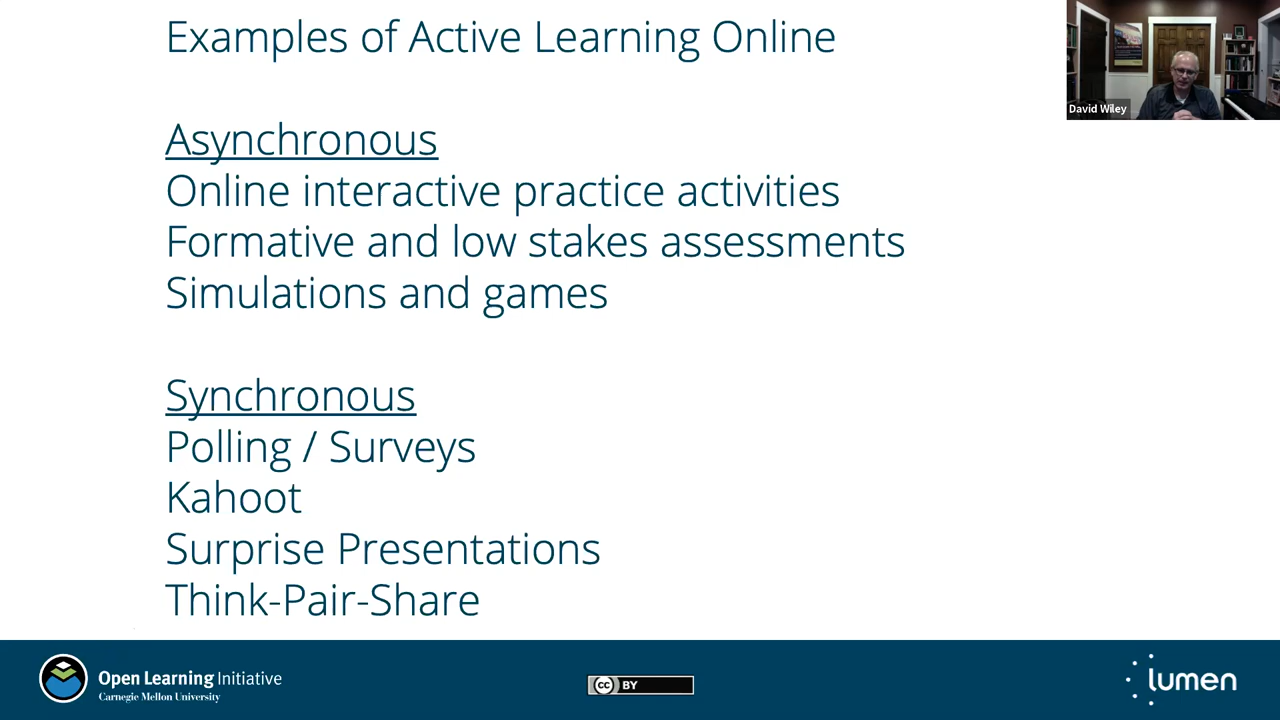 Examples of Active Learning Online
David Wiley
Asynchronous
Online interactive practice activities
Formative and low stakes assessments
Simulations and games
Synchronous
Polling / Surveys
Kahoot
Surprise Presentations
Think-Pair-Share
Open Learning Initiative
Carnegie Mellon University
cc BY
lumen